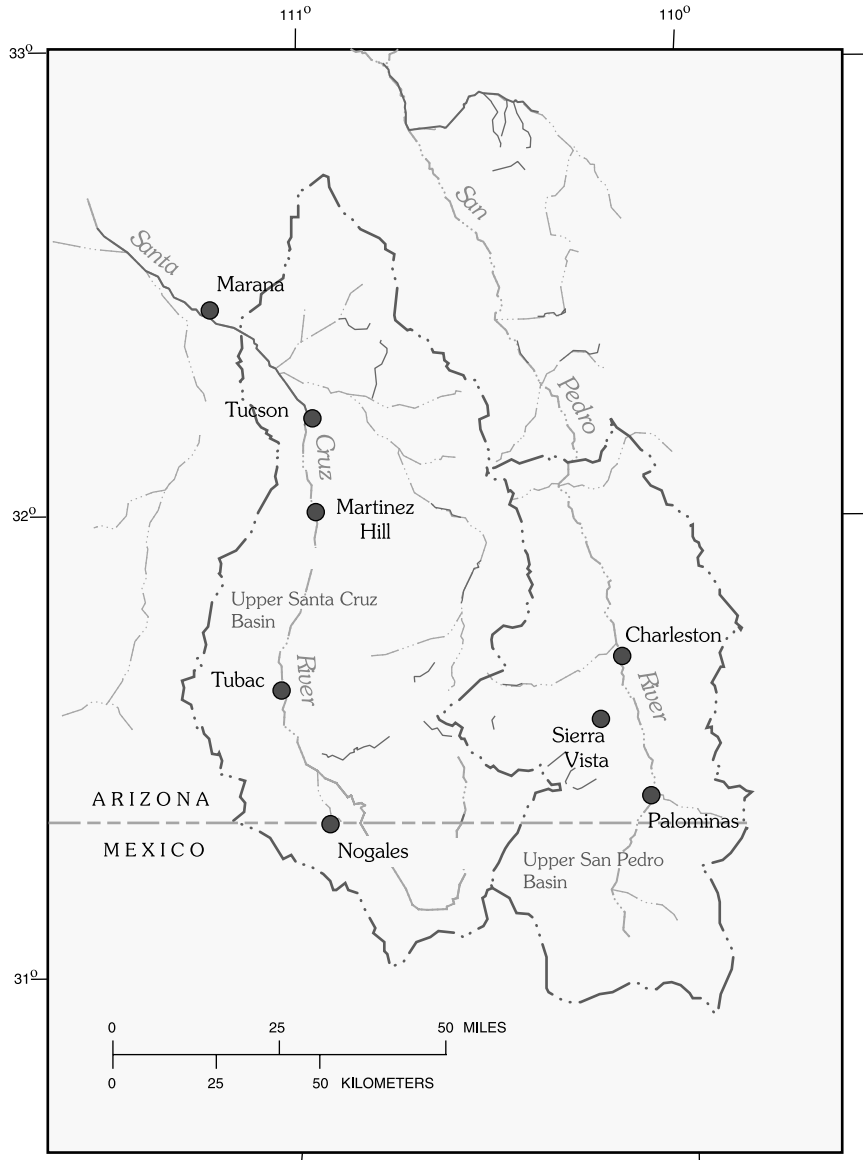 111°
110°
33°
San
Santa
Marana
Pedro
Tucson
Cruz
Martinez
Hill
32°
Upper Santa Cruz
Basin
Charleston
River
Tubac
River
Sierra
Vista
ARIZONA
MEXICO
Palominas
Nogales
Upper San Pedro
Basin
31°
0 25 50 MILES
0 25 50 KILOMETERS